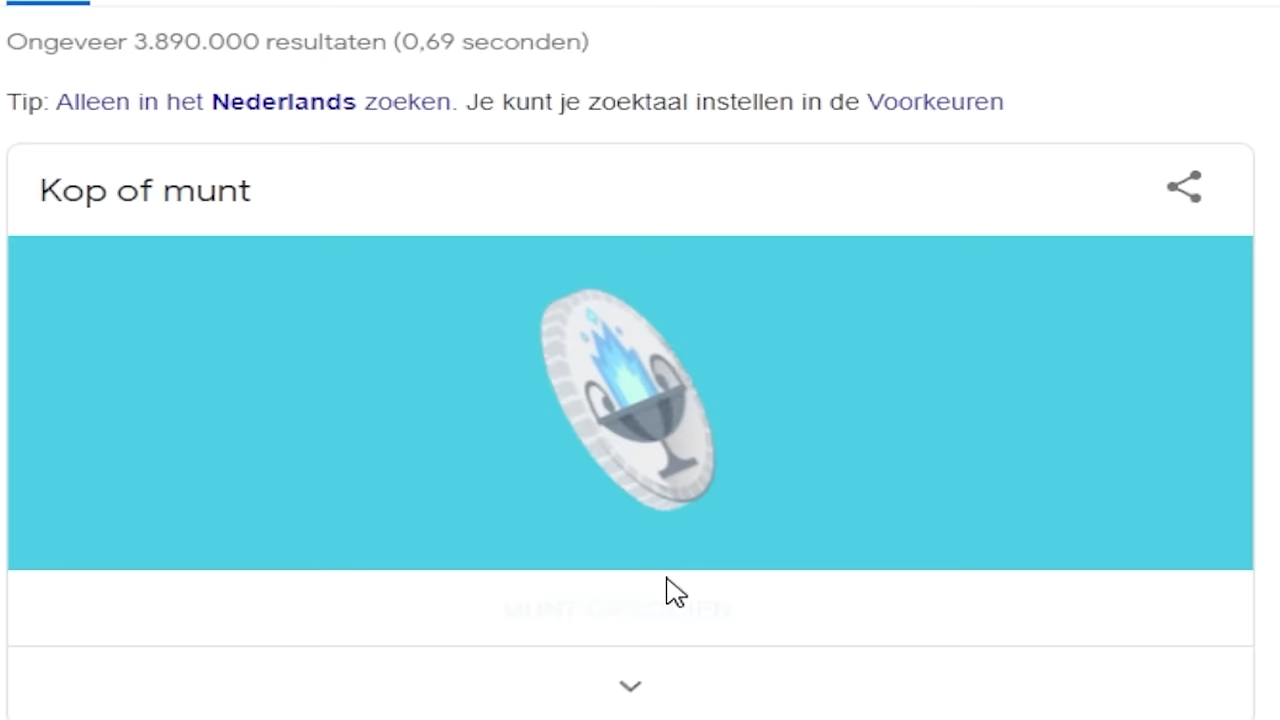 Ongeveer 3.890.000 resultaten (0,69 seconden)
Tip: Alleen in het Nederlands zoeken. Je kunt je zoektaal instellen in de Voorkeuren
Kop of munt